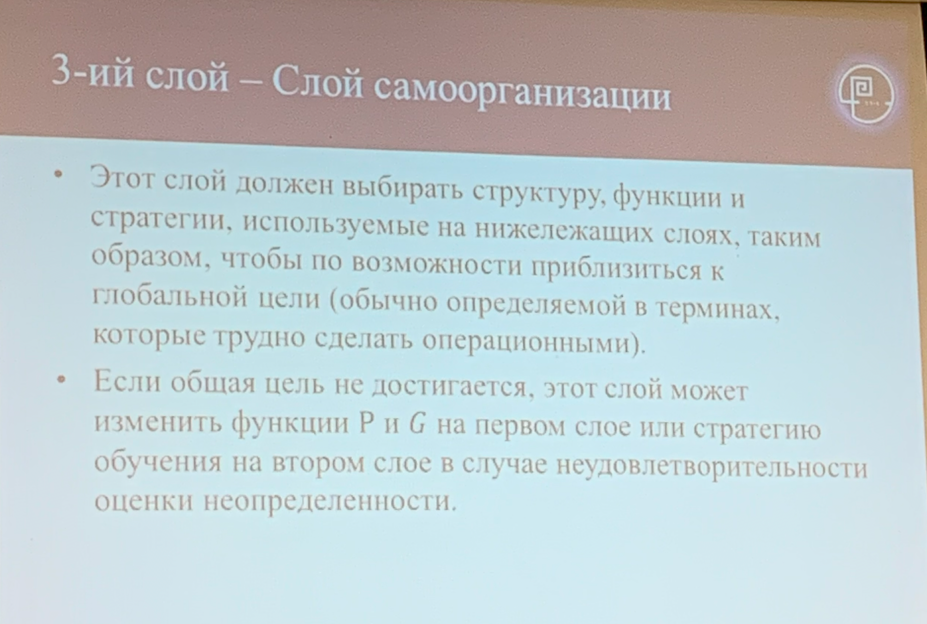 3-ий слой – Слой самоорганизации
• Этот слой должен выбирать структуру, функции и
стратегии, используемые на нижележащих слоях, таким
образом, чтобы по возможности приблизиться к
глобальной цели (обычно определяемой в терминах,
которые трудно сделать операционными).
• Если общая цель не достигается, этот слой может
изменить функции P и G на первом слое или стратегию
обучения на втором слое в случае неудовлетворительности
оценки неопределенности.